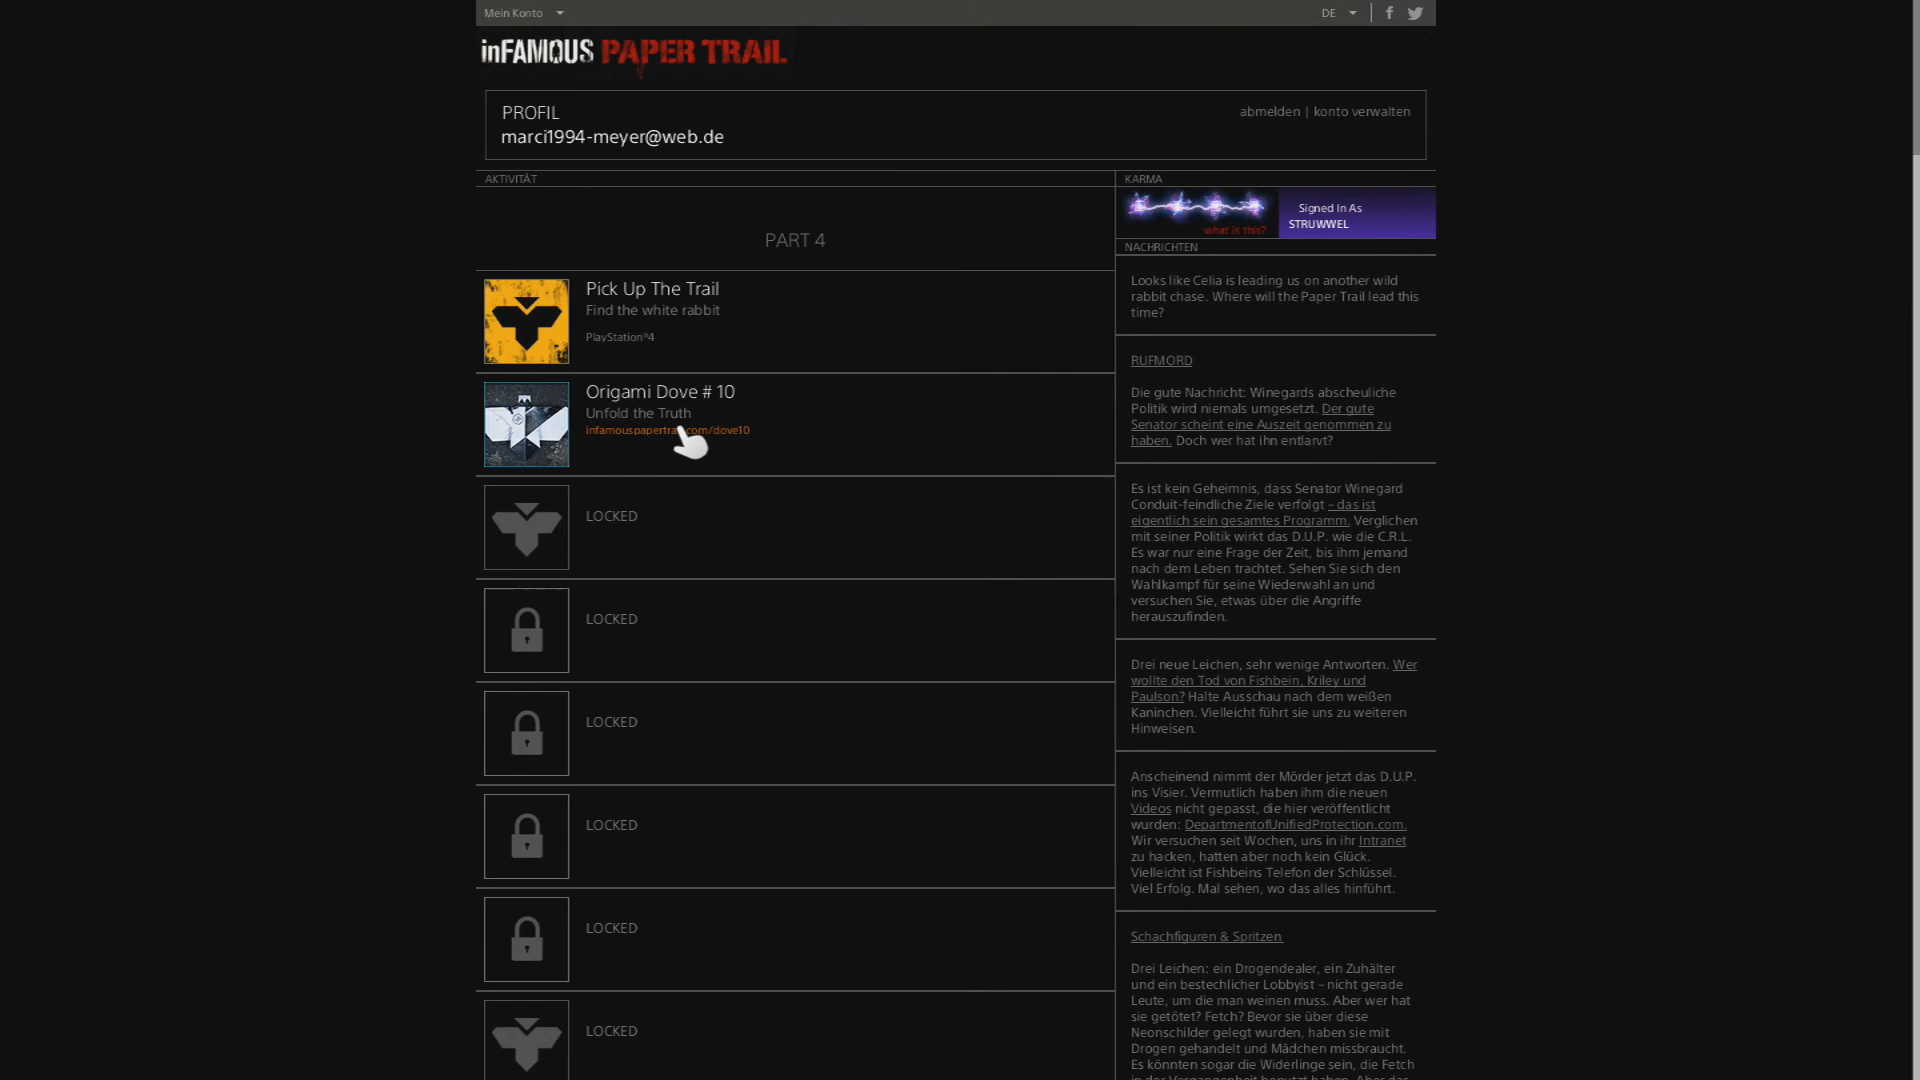 Mein Konto
DE
inFAMOUS PAPER TRAIL
PROFIL
abmelden | konto verwalten
marci1994-meyer@web.de
AKTIVITÄT
PART 4
Pick Up The Trail
Find the white rabbit
PlayStation®4
Origami Dove # 10
Unfold the Truth
infamouspapertrail.com/dove10
LOCKED
LOCKED
LOCKED
LOCKED
LOCKED
LOCKED
KARMA
what is this?
Signed In As
STRUWWEL
NACHRICHTEN
Looks like Celia is leading us on another wild
rabbit chase. Where will the Paper Trail lead this
time?
RUFMORD
Die gute Nachricht: Winegards abscheuliche
Politik wird niemals umgesetzt. Der gute
Senator scheint eine Auszeit genommen zu
haben. Doch wer hat ihn entlarvt?
Es ist kein Geheimnis, dass Senator Winegard
Conduit-feindliche Ziele verfolgt – das ist
eigentlich sein gesamtes Programm. Verglichen
mit seiner Politik wirkt das D.U.P. wie die C.R.L.
Es war nur eine Frage der Zeit, bis ihm jemand
nach dem Leben trachtet. Sehen Sie sich den
Wahlkampf für seine Wiederwahl an und
versuchen Sie, etwas über die Angriffe
herauszufinden.
Drei neue Leichen, sehr wenige Antworten. Wer
wollte den Tod von Fishbein, Kriley und
Paulson? Halte Ausschau nach dem weißen
Kaninchen. Vielleicht führt sie uns zu weiteren
Hinweisen.
Anscheinend nimmt der Mörder jetzt das D.U.P.
ins Visier. Vermutlich haben ihm die neuen
Videos nicht gepasst, die hier veröffentlicht
wurden: DepartmentofUnifiedProtection.com.
Wir versuchen seit Wochen, uns in ihr Intranet
zu hacken, hatten aber noch kein Glück.
Vielleicht ist Fishbeins Telefon der Schlüssel.
Viel Erfolg. Mal sehen, wo das alles hinführt.
Schachfiguren & Spritzen
Drei Leichen: ein Drogendealer, ein Zuhälter
und ein bestechlicher Lobbyist – nicht gerade
Leute, um die man weinen muss. Aber wer hat
sie getötet? Fetch? Bevor sie über diese
Neonschilder gelegt wurden, haben sie mit
Drogen gehandelt und Mädchen missbraucht.
Es könnten sogar die Widerlinge sein, die Fetch